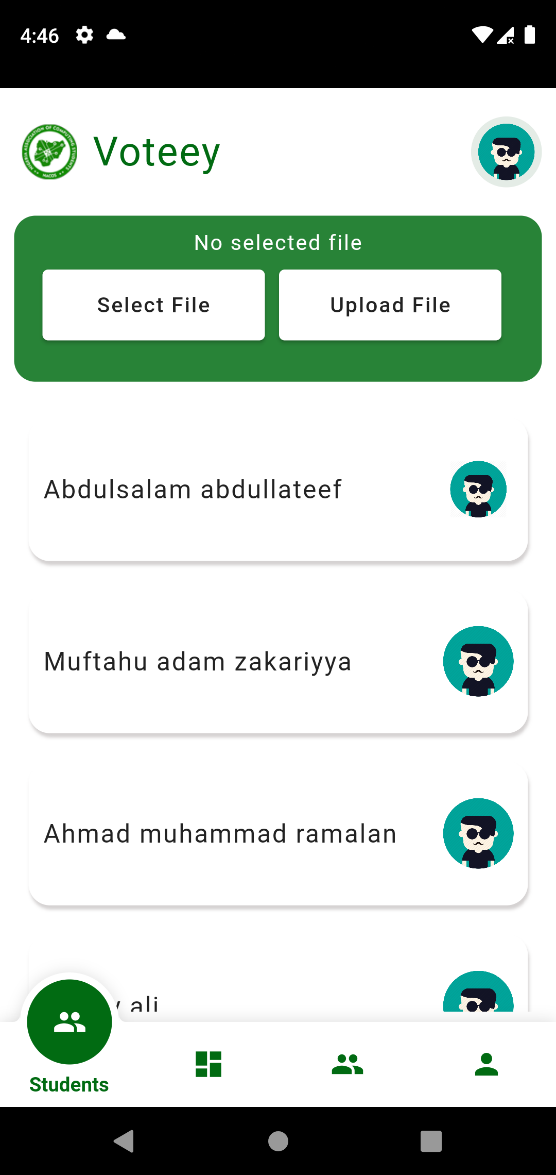 4:46
Voteey
No selected file
Select File
Upload File
Abdulsalam abdullateef
Muftahu adam zakariyya
Ahmad muhammad ramalan
ali
Students